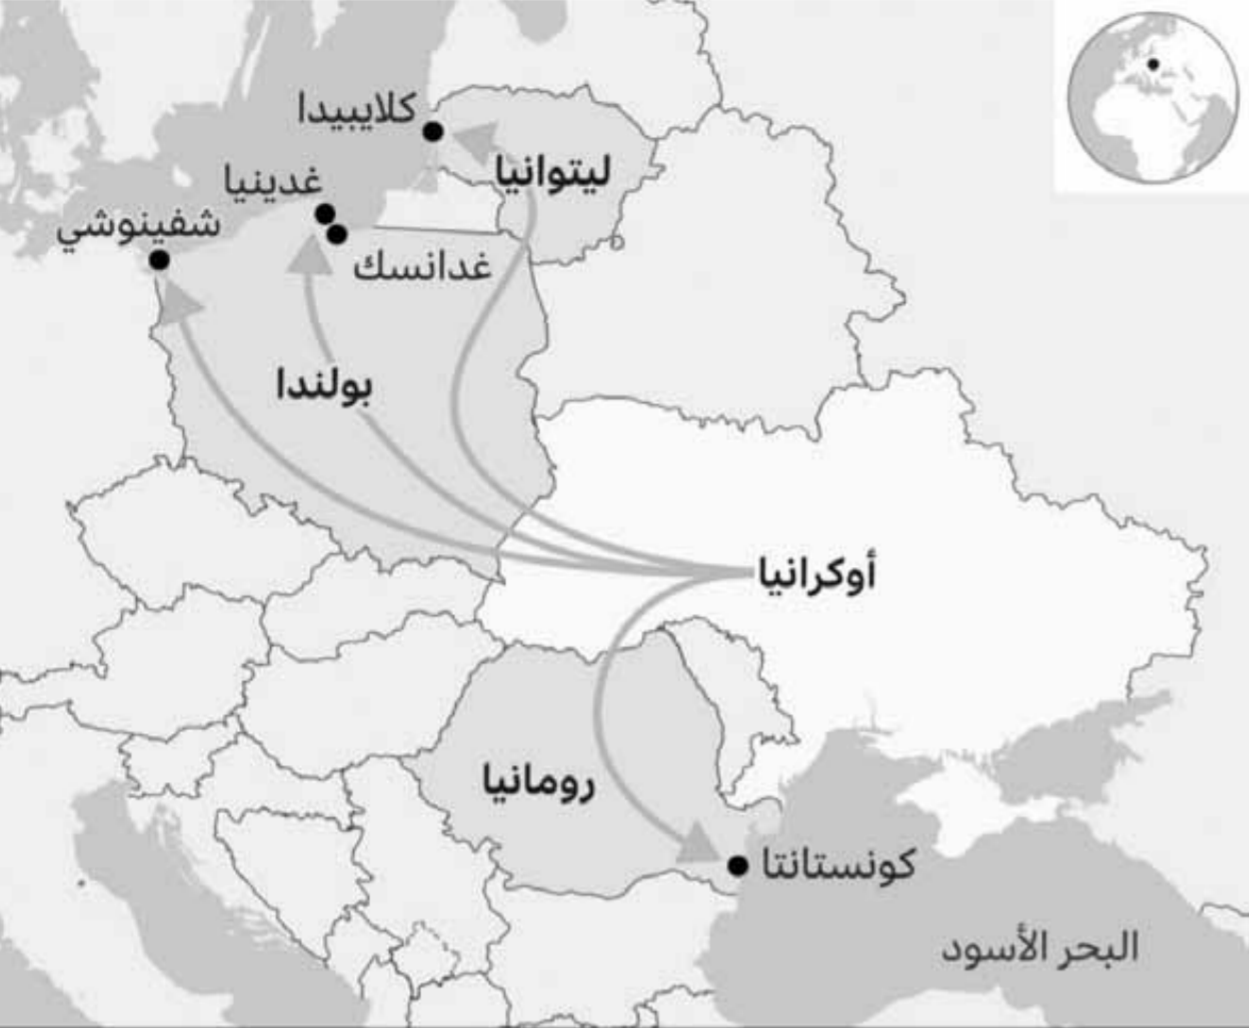 كلايبيدا
ليتوانيا
غدينيا
شفينوشي
غدانسك
بولندا
أوكرانيا
رومانيا
كونستانتا
البحر الأسود